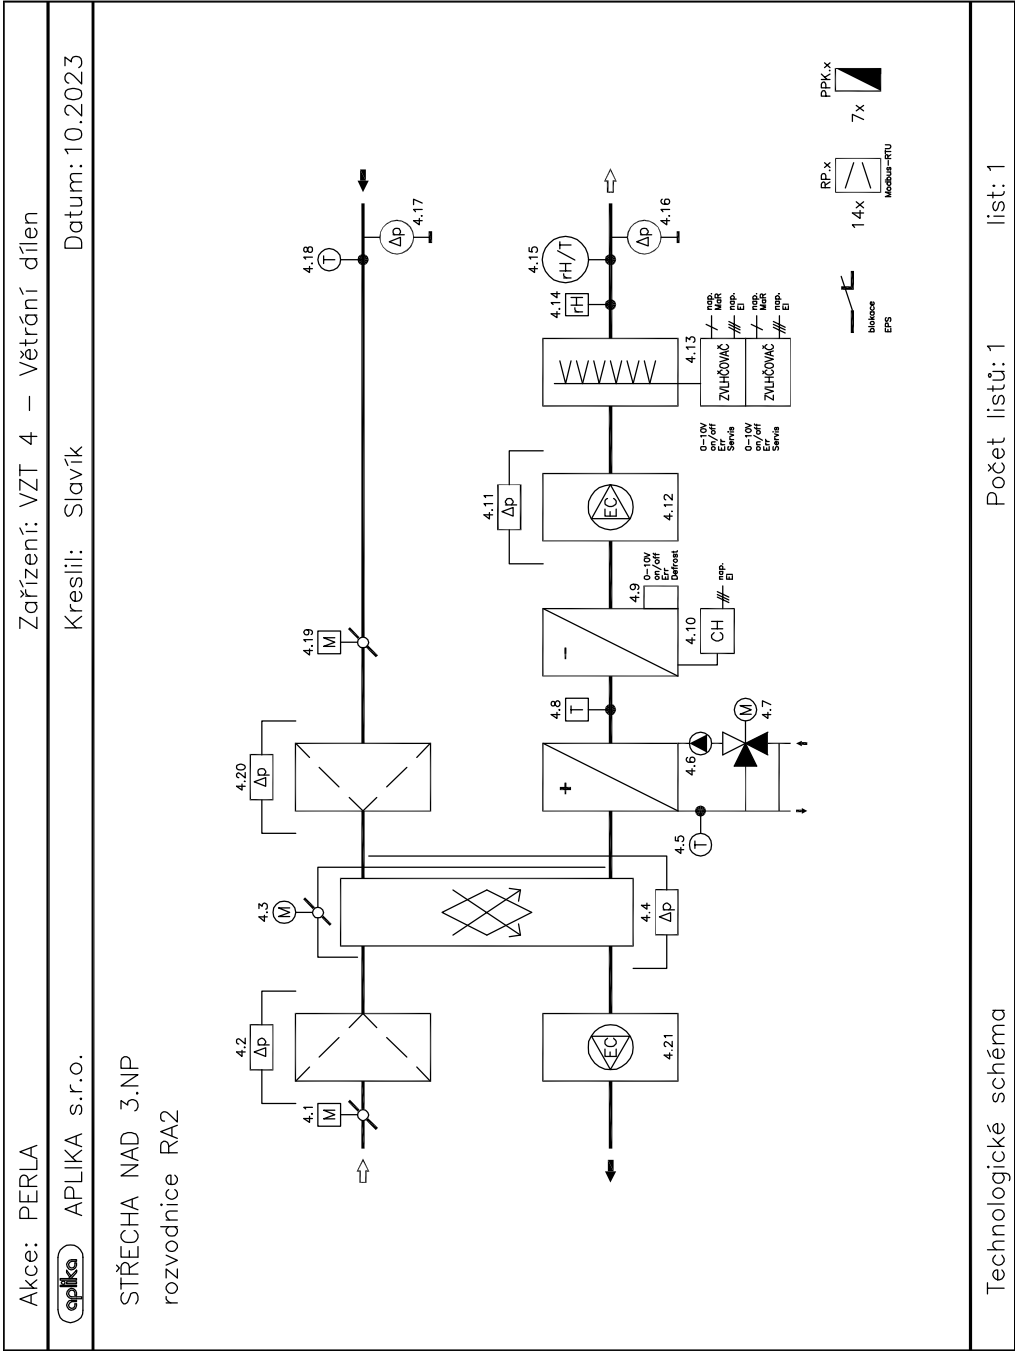 Akce: PERLA
Zařízení: VZT 4 – Větrání dílen
aplika
APLIKA s.r.o.
Kreslil: Slavík
Datum: 10.2023
STŘECHA NAD 3.NP
rozvodnice RA2
4.1
M
4.2
Δp
4.3
M
4.20
Δp
4.19
M
4.18
T
Δp
4.17
EC
4.21
4.4
Δp
+
4.5
T
4.6
M
4.7
4.8
T
–
4.9
0–10V
on/off
Err
Defrost
4.10
CH
nap.
EI
4.11
Δp
EC
4.12
4.13
ZVLHČOVAČ
nap.
MaR
nap.
EI
0–10V
on/off
Err
Servis
ZVLHČOVAČ
nap.
MaR
nap.
EI
0–10V
on/off
Err
Servis
4.14
rH
4.15
rH/T
Δp
4.16
blokace
EPS
14x
RP.x
Modbus–RTU
7x
PPK.x
Technologické schéma
Počet listů: 1
list: 1